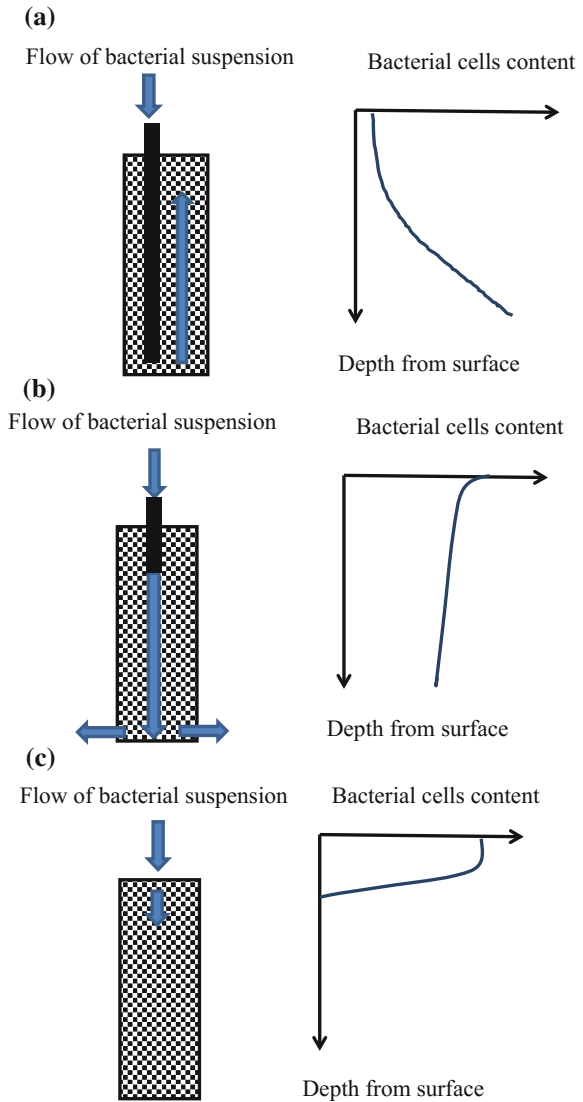 (a)
Flow of bacterial suspension
Bacterial cells content
Depth from surface
(b)
Flow of bacterial suspension
Bacterial cells content
Depth from surface
(c)
Flow of bacterial suspension
Bacterial cells content
Depth from surface